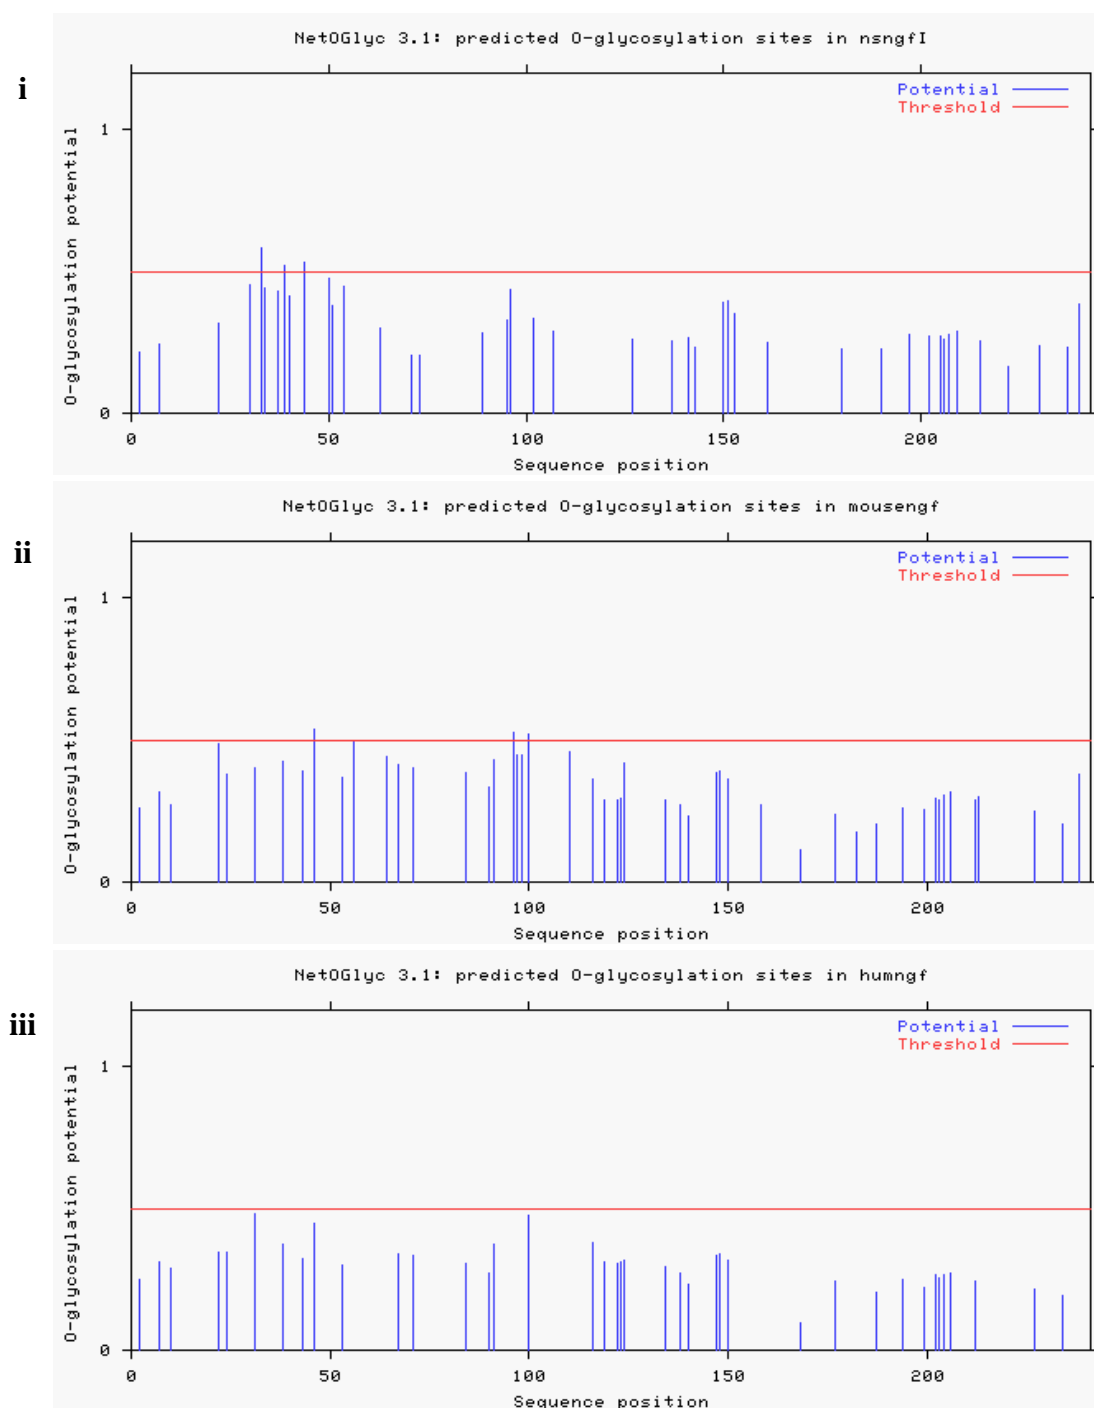 NetOGlyc 3.1: predicted O-glycosylation sites in nsngfI
i
Potential
Threshold
O-glycosylation potential
1
0
0 50 100 150 200
Sequence position
NetOGlyc 3.1: predicted O-glycosylation sites in mousengf
ii
Potential
Threshold
O-glycosylation potential
1
0
0 50 100 150 200
Sequence position
NetOGlyc 3.1: predicted O-glycosylation sites in humngf
iii
Potential
Threshold
O-glycosylation potential
1
0
0 50 100 150 200
Sequence position